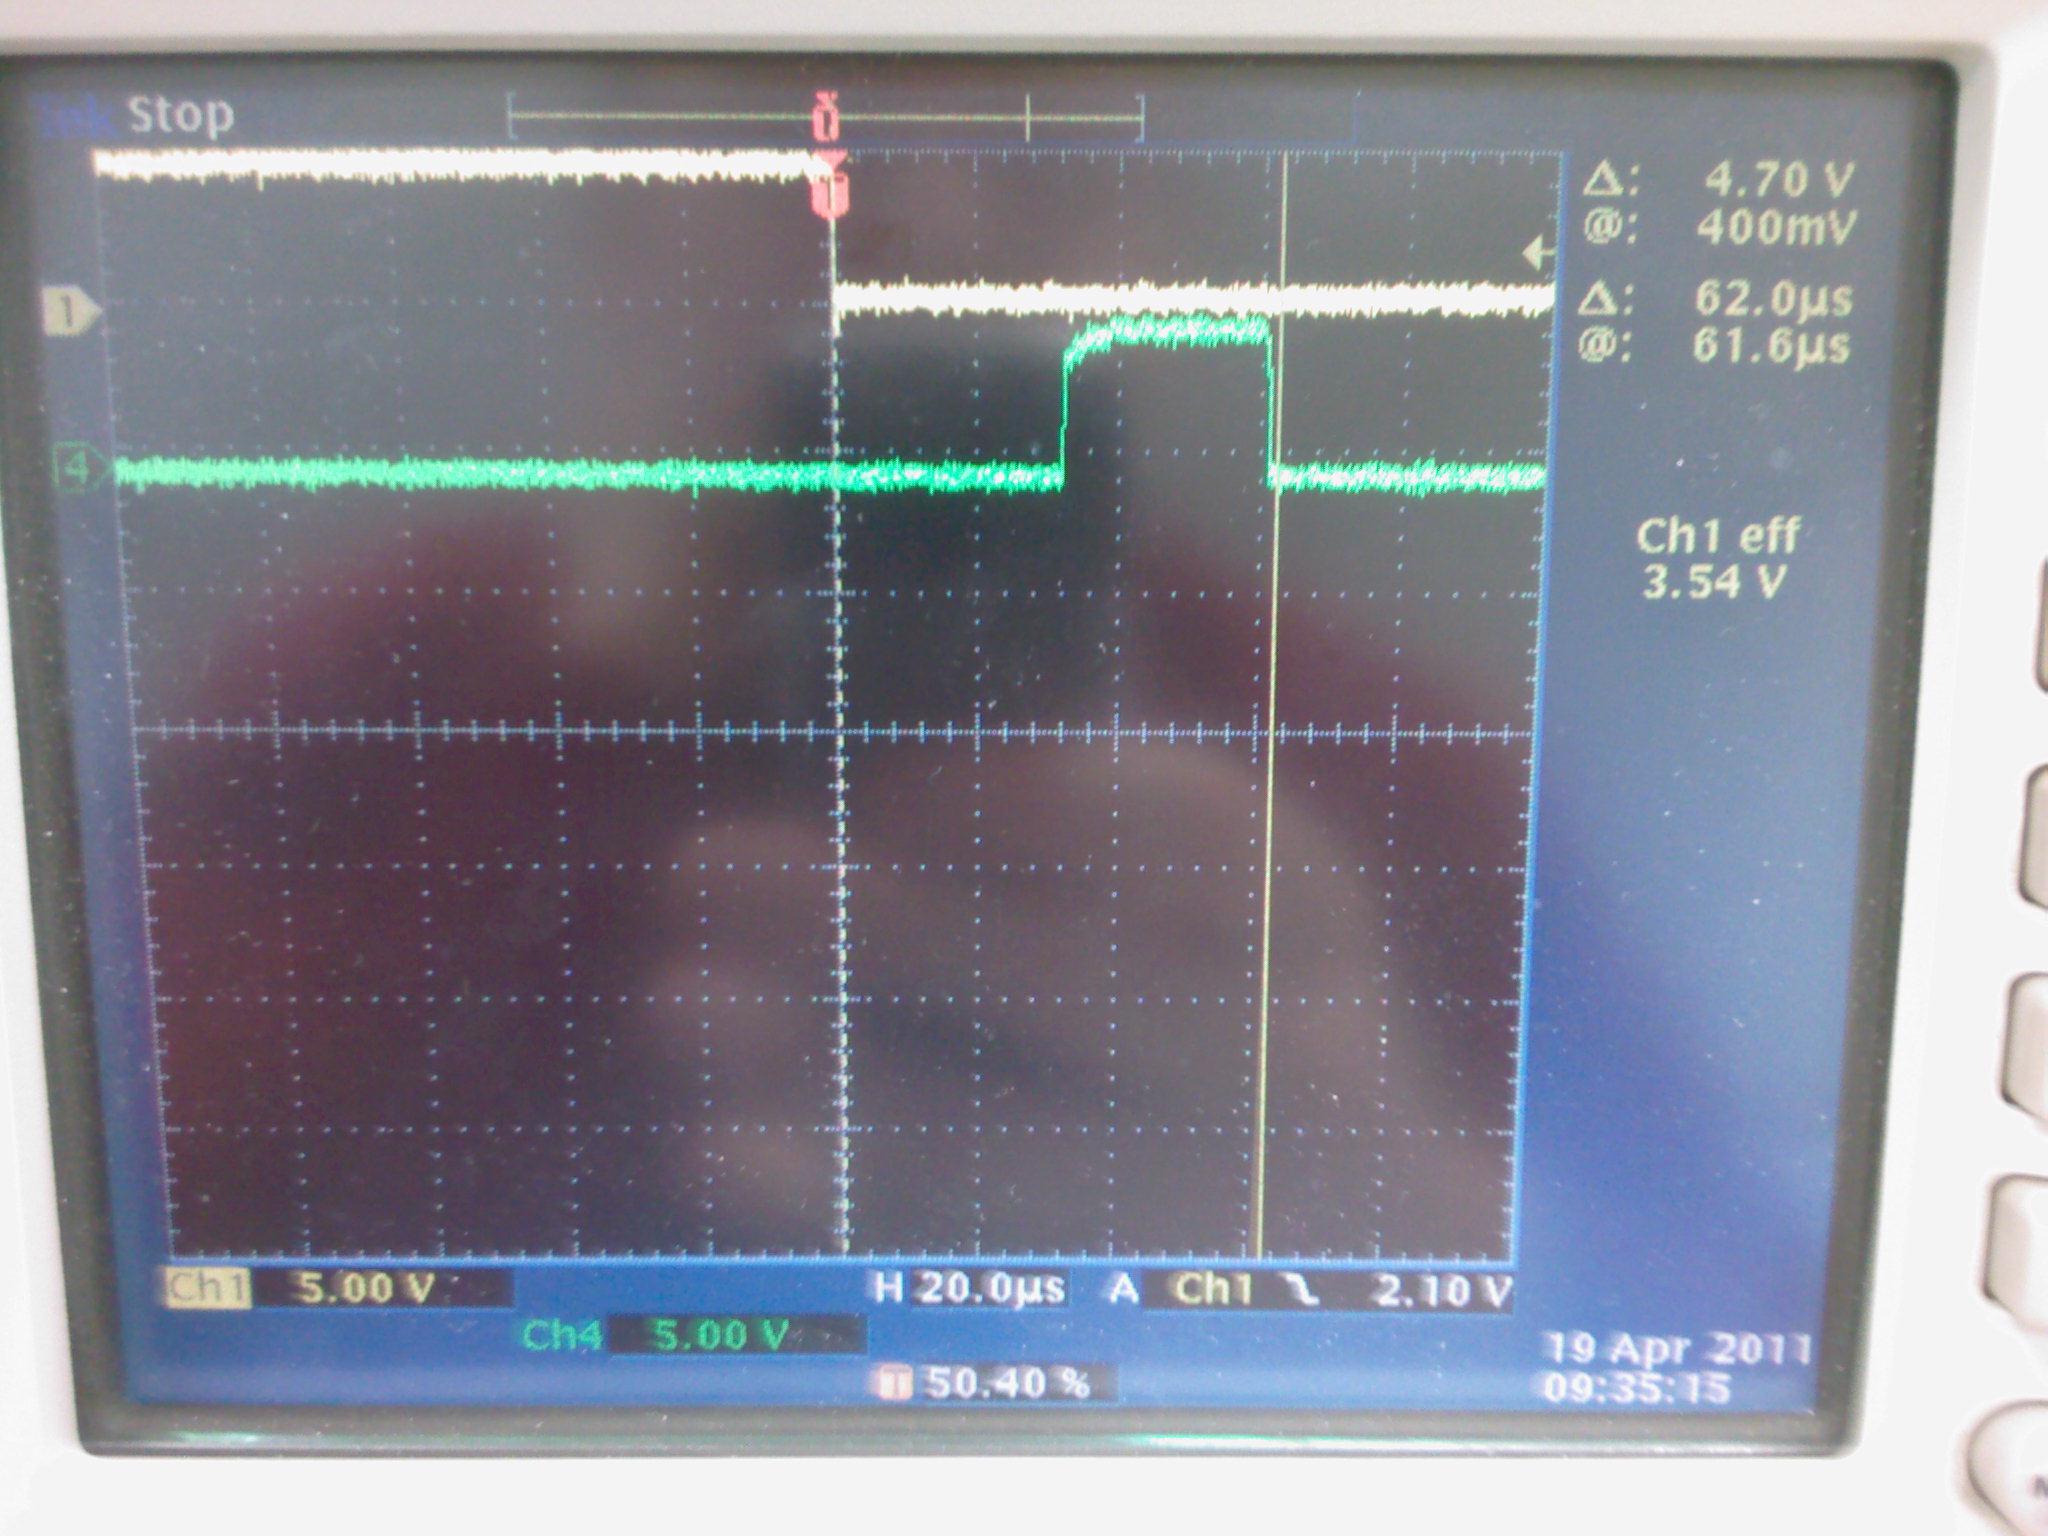 Stop
Δ: 4.70 V
@: 400mV
Δ: 62.0µs
@: 61.6µs
1
4
Ch1 eff
3.54 V
Ch1 5.00 V H 20.0µs A Ch1 2.10 V
Ch4 5.00 V
50.40 %
19 Apr 2011
09:35:15